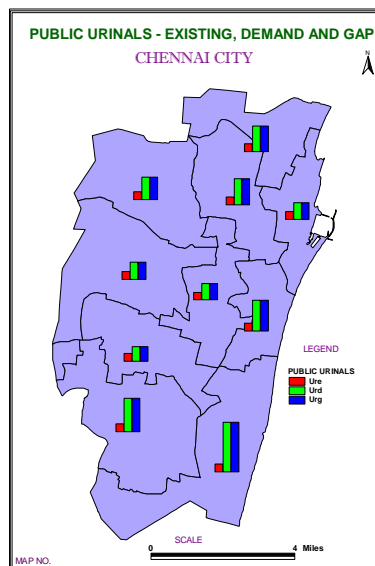 PUBLIC URINALS - EXISTING, DEMAND AND GAP
CHENNAI CITY
N
LEGEND
PUBLIC URINALS
Ure
Urd
Urg
SCALE
0 4 Miles
MAP NO.